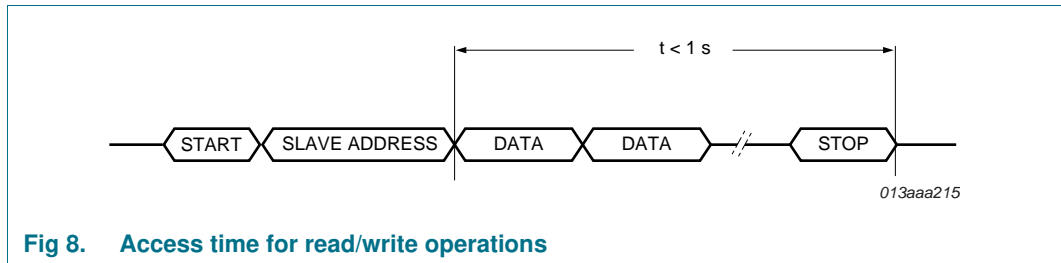 t < 1 s
START SLAVE ADDRESS DATA DATA STOP
013aaa215
Fig 8. Access time for read/write operations